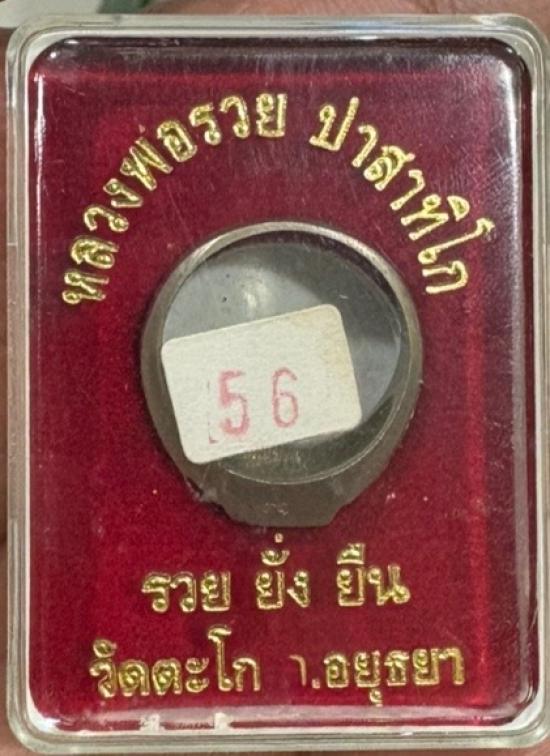 หลวงพ่อรวย ปาสาทิโก
56
รวย ยั่ง ยืน
วัดตะโก .อยุธยา